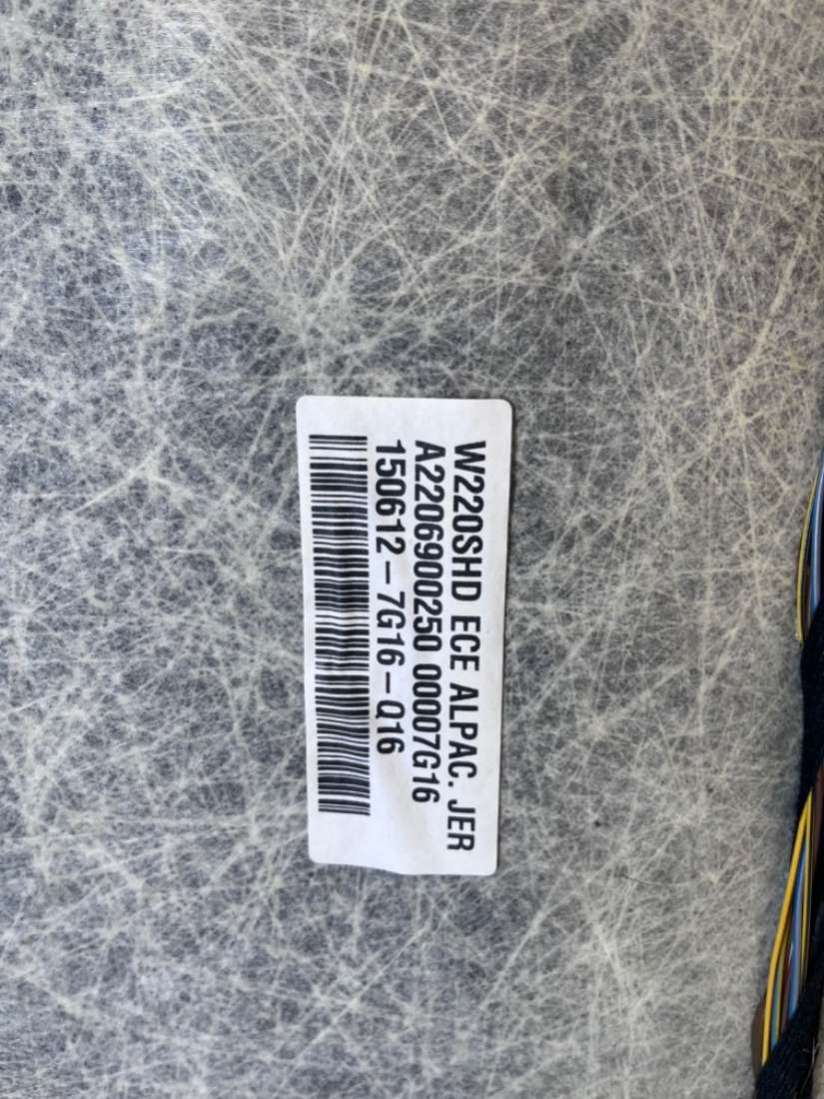 W220SHD ECE ALPAC. JER
A2206900250 00007G16
150612-7G16-Q16